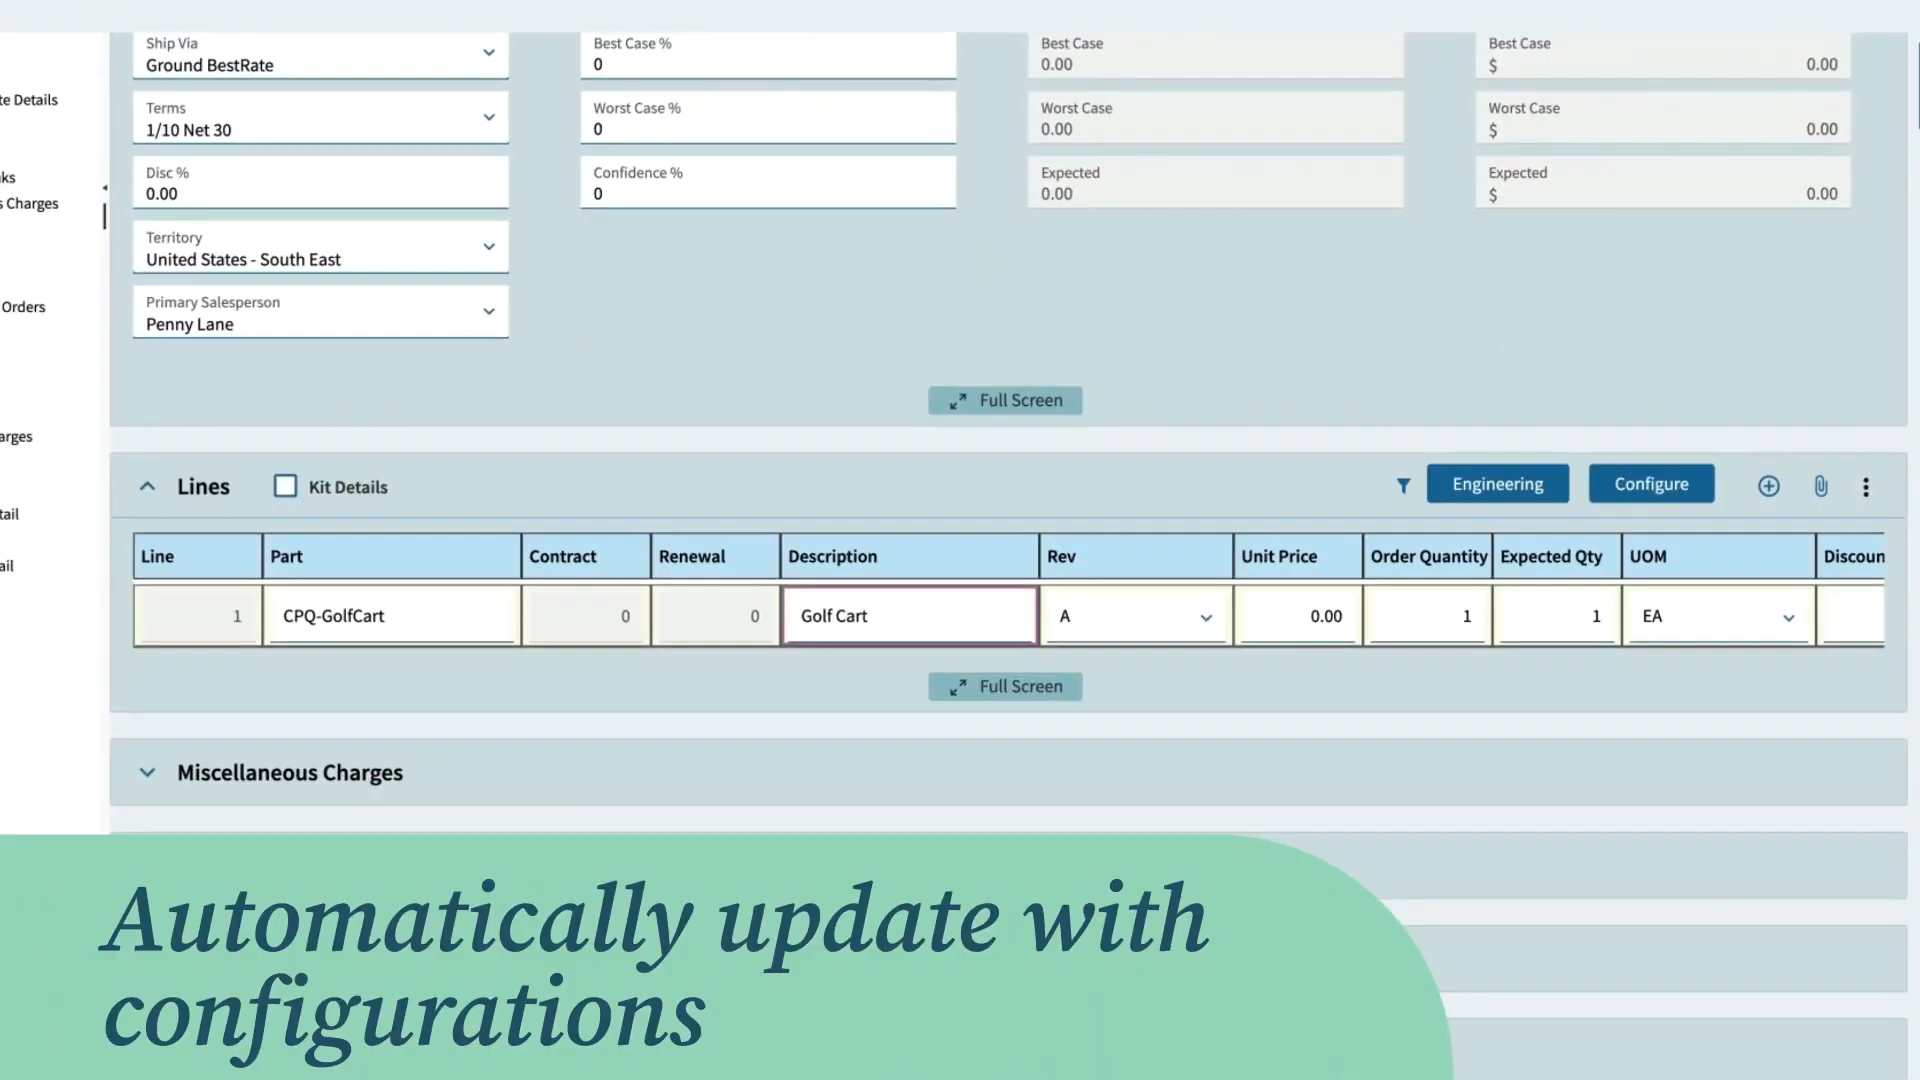 Ship Via
Ground BestRate
Best Case %
0
Best Case
0.00
Best Case
$ 0.00
te Details
Terms
1/10 Net 30
Worst Case %
0
Worst Case
0.00
Worst Case
$ 0.00
Disc %
0.00
Confidence %
0
Expected
0.00
Expected
$ 0.00
ks
s Charges
Territory
United States - South East
Orders
Primary Salesperson
Penny Lane
Full Screen
arges
Lines Kit Details Engineering Configure
tail
Line Part Contract Renewal Description Rev Unit Price Order Quantity Expected Qty UOM Discoun
ail
1 CPQ-GolfCart 0 0 Golf Cart A 0.00 1 1 EA
Full Screen
Miscellaneous Charges
Automatically update with
configurations